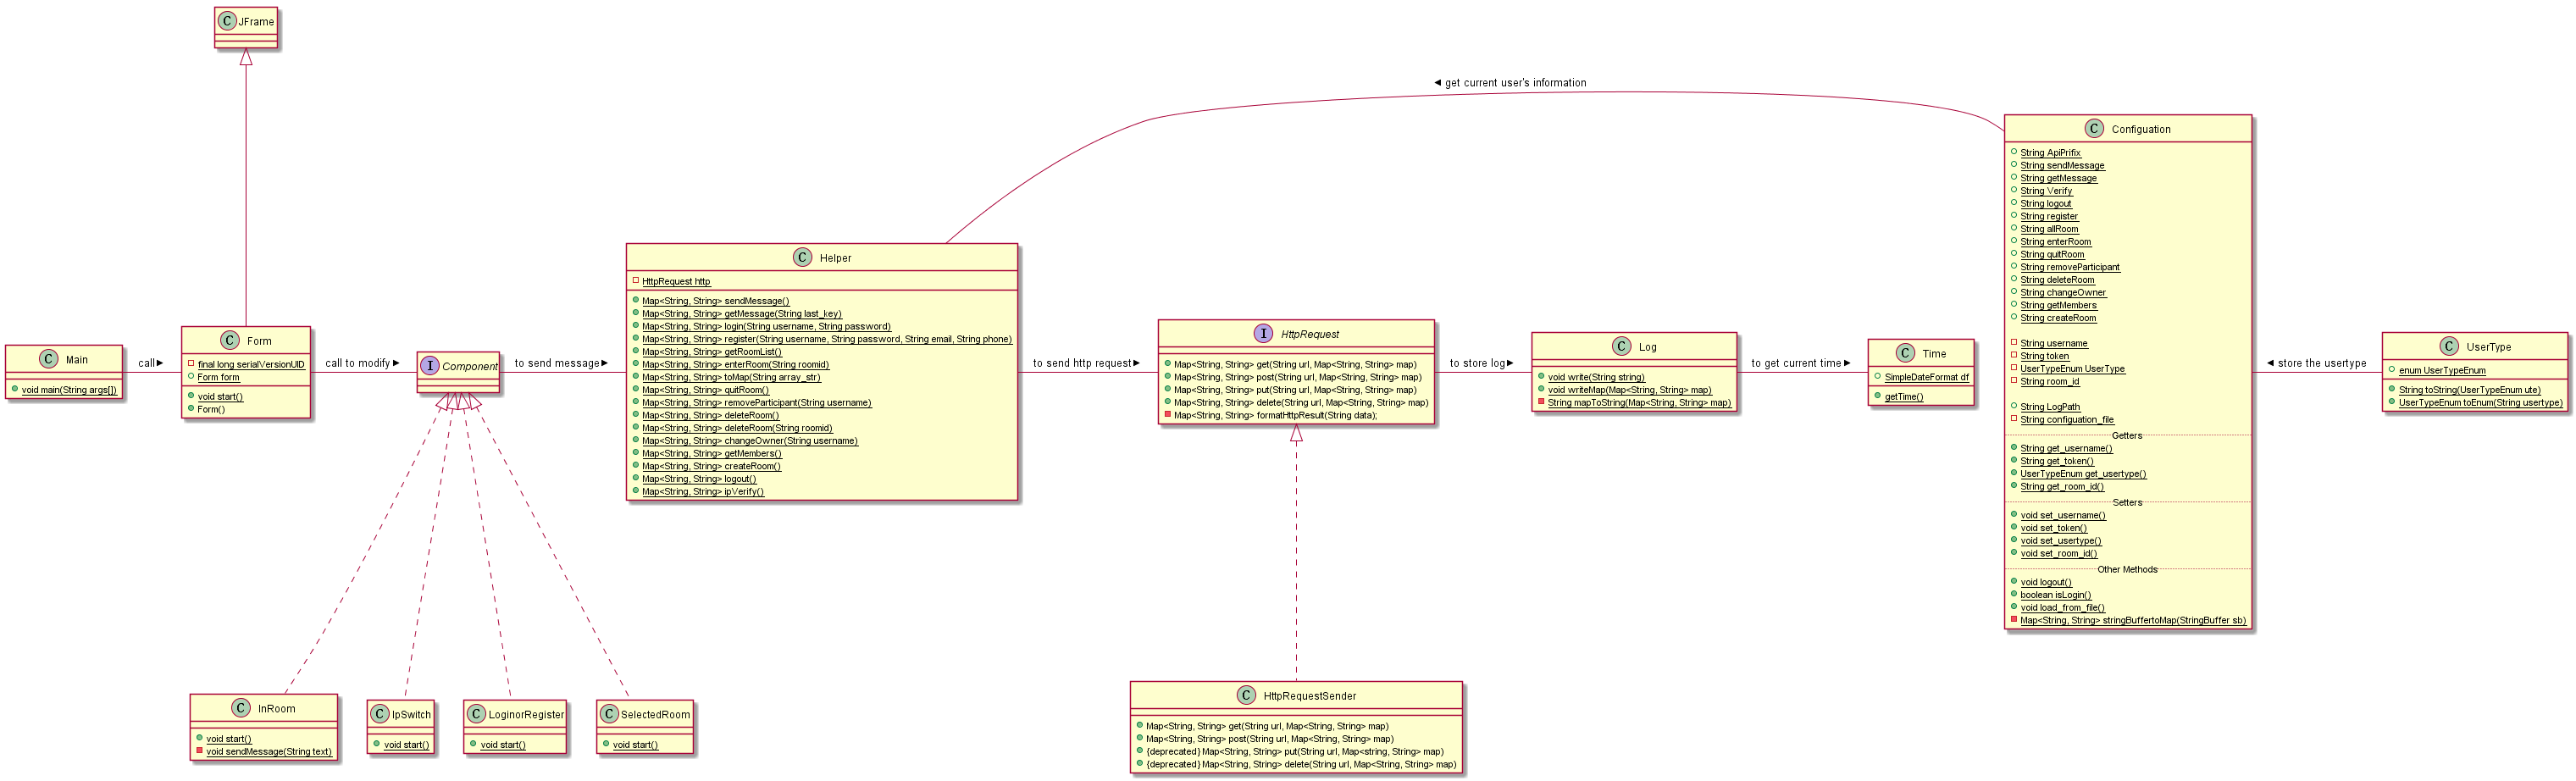 C JFrame
◄ get current user's information
C Main
void main(String args[])
call ►
C Form
final long serialVersionUID
Form form
void start()
Form()
call to modify ►
I Component
to send message ►
C Helper
HttpRequest http
Map<String, String> sendMessage()
Map<String, String> getMessage(String last_key)
Map<String, String> login(String username, String password)
Map<String, String> register(String username, String password, String email, String phone)
Map<String, String> getRoomList()
Map<String, String> enterRoom(String roomid)
Map<String, String> toMap(String array_str)
Map<String, String> quitRoom()
Map<String, String> removeParticipant(String username)
Map<String, String> deleteRoom()
Map<String, String> deleteRoom(String roomid)
Map<String, String> changeOwner(String username)
Map<String, String> getMembers()
Map<String, String> createRoom()
Map<String, String> logout()
Map<String, String> ipVerify()
to send http request ►
I HttpRequest
Map<String, String> get(String url, Map<String, String> map)
Map<String, String> post(String url, Map<String, String> map)
Map<String, String> put(String url, Map<String, String> map)
Map<String, String> delete(String url, Map<String, String> map)
Map<String, String> formatHttpResult(String data);
to store log ►
C Log
void write(String string)
void writeMap(Map<String, String> map)
String mapToString(Map<String, String> map)
to get current time ►
C Time
SimpleDateFormat df
getTime()
C Configuation
String ApiPrifix
String sendMessage
String getMessage
String Verify
String logout
String register
String allRoom
String enterRoom
String quitRoom
String removeParticipant
String deleteRoom
String changeOwner
String getMembers
String createRoom
String username
String token
UserTypeEnum UserType
String room_id
String LogPath
String configuation_file
Getters
String get_username()
String get_token()
UserTypeEnum get_usertype()
String get_room_id()
Setters
void set_username()
void set_token()
void set_usertype()
void set_room_id()
Other Methods
void logout()
boolean isLogin()
void load_from_file()
Map<String, String> stringBuffertoMap(StringBuffer sb)
◄ store the usertype
C UserType
enum UserTypeEnum
String toString(UserTypeEnum ute)
UserTypeEnum toEnum(String usertype)
C InRoom
void start()
void sendMessage(String text)
C IpSwitch
void start()
C LoginorRegister
void start()
C SelectedRoom
void start()
C HttpRequestSender
Map<String, String> get(String url, Map<String, String> map)
Map<String, String> post(String url, Map<String, String> map)
{deprecated} Map<String, String> put(String url, Map<string, String> map)
{deprecated} Map<String, String> delete(String url, Map<String, String> map)